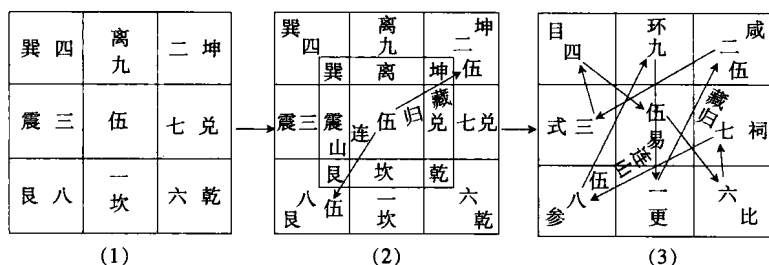 巽 四 离九 二 坤
震 三 伍 七 兑
艮 八 一坎 六 乾
(1)
巽四 离九 二坤
巽 离 坤 伍
震三 震 连山 伍 归藏 兑 七兑
艮 坎 乾
八艮 伍 一坎 六乾
(2)
目四 环九 咸二伍
式三 伍易 归藏 七祠
参八 伍 连山 一更 六比
(3)